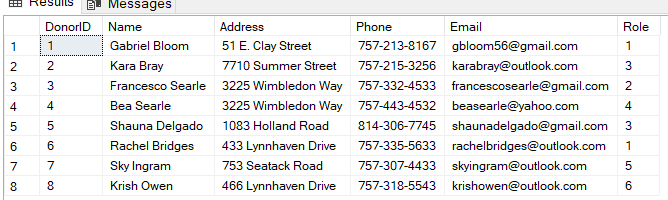 Results Messages
DonorID Name Address Phone Email Role
1 1 Gabriel Bloom 51 E. Clay Street 757-213-8167 gbloom56@gmail.com 1
2 2 Kara Bray 7710 Summer Street 757-215-3256 karabray@outlook.com 3
3 3 Francesco Searle 3225 Wimbledon Way 757-332-4533 francescosearle@gmail.com 2
4 4 Bea Searle 3225 Wimbledon Way 757-443-4532 beasearle@yahoo.com 4
5 5 Shauna Delgado 1083 Holland Road 814-306-7745 shaunadelgado@gmail.com 3
6 6 Rachel Bridges 433 Lynnhaven Drive 757-335-5633 rachelbridges@outlook.com 1
7 7 Sky Ingram 753 Seatack Road 757-307-4433 skyingram@outlook.com 5
8 8 Krish Owen 466 Lynnhaven Drive 757-318-5543 krishowen@outlook.com 6